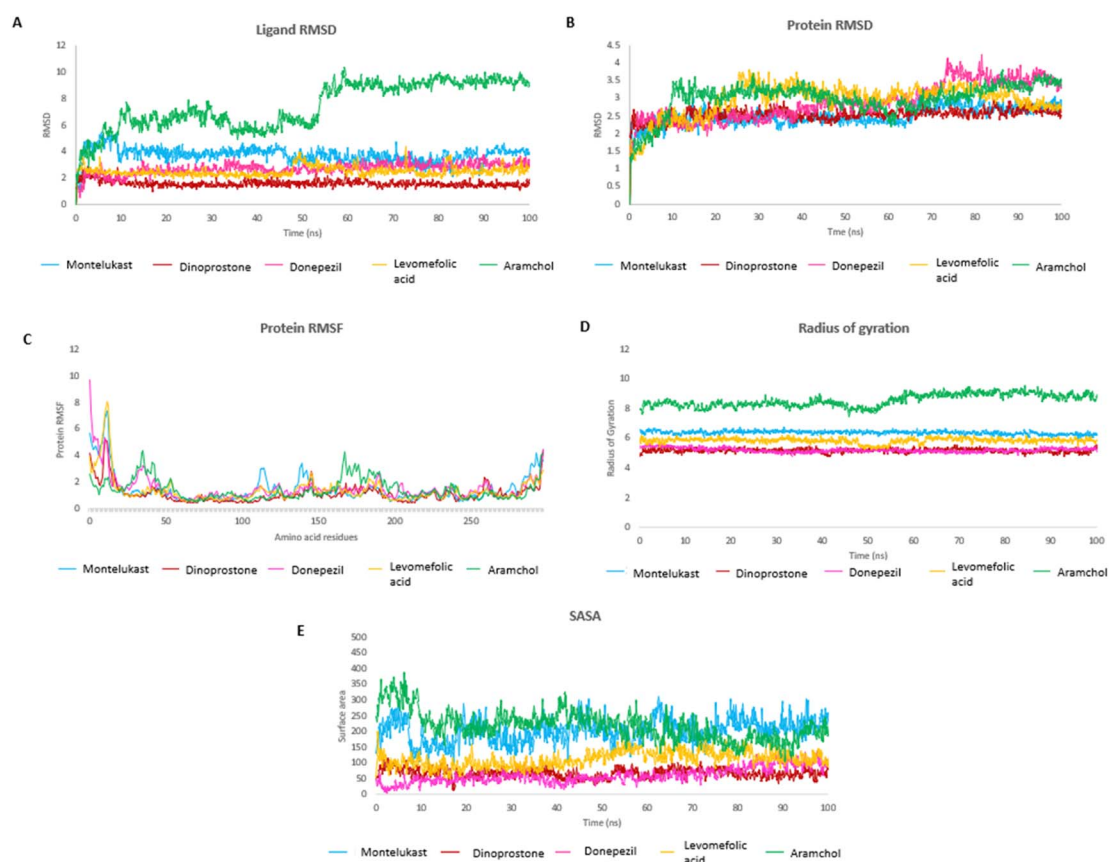 A
Ligand RMSD
12
10
8
6
4
2
0
RMSD
0 10 20 30 40 50 60 70 80 90 100
Time (ns)
Montelukast Dinoprostone Donepezil Levomefolic acid Aramchol
B
Protein RMSD
4.5
4
3.5
3
2.5
2
1.5
1
0.5
0
RMSD
0 10 20 30 40 50 60 70 80 90 100
Tme (ns)
Montelukast Dinoprostone Donepezil Levomefolic acid Aramchol
C
Protein RMSF
12
10
8
6
4
2
0
Protein RMSF
0 50 100 150 200 250
Amino acid residues
Montelukast Dinoprostone Donepezil Levomefolic acid Aramchol
D
Radius of gyration
12
10
8
6
4
2
0
Radius of Gyration
0 10 20 30 40 50 60 70 80 90 100
Time (ns)
Montelukast Dinoprostone Donepezil Levomefolic acid Aramchol
E
SASA
500
450
400
350
300
250
200
150
100
50
0
Surface area
0 10 20 30 40 50 60 70 80 90 100
Time (ns)
Montelukast Dinoprostone Donepezil Levomefolic acid Aramchol